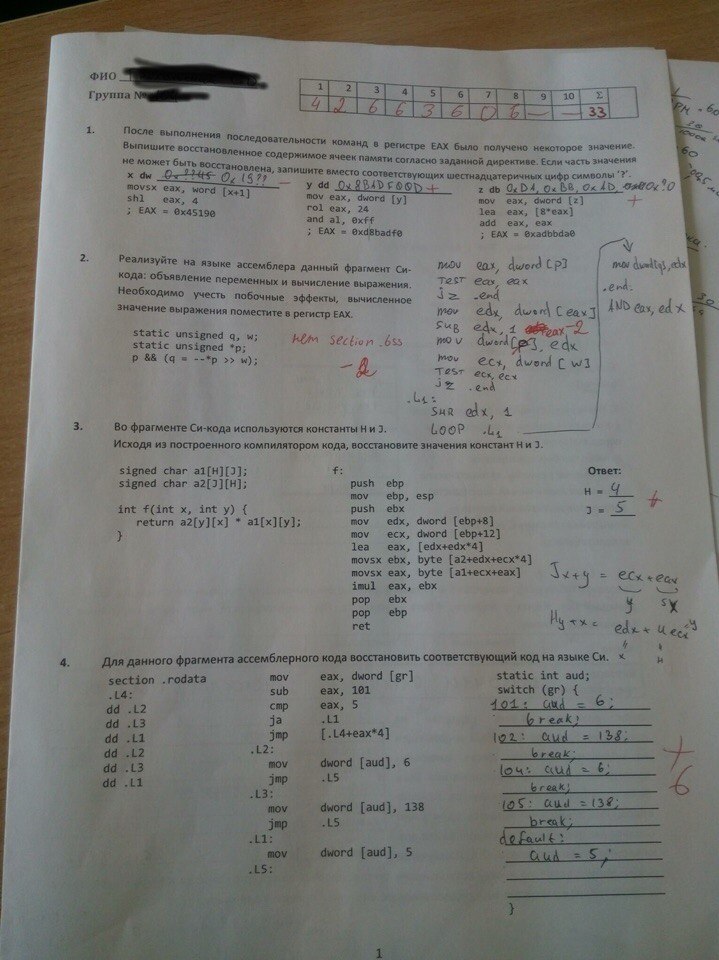 ФИО
Группа №
1 2 3 4 5 6 7 8 9 10 Σ
4 2 6 6 3 6 0 6 — — 33
1. После выполнения последовательности команд в регистре EAX было получено некоторое значение.
Выпишите восстановленное содержимое ячеек памяти согласно заданной директиве. Если часть значения
не может быть восстановлена, запишите вместо соответствующих шестнадцатеричных цифр символы '?'.
x dw 0x??45 0x19?? —
movsx eax, word [x+1]
shl eax, 4
; EAX = 0x45190
y dd 0x8BADF00D +
mov eax, dword [y]
rol eax, 24
and al, 0xff
; EAX = 0xd8badf0
z db 0xDA, 0xBB, 0xAD, 0x?0
mov eax, dword [z]
lea eax, [8*eax]
add eax, eax
; EAX = 0xadbbda0
+
2. Реализуйте на языке ассемблера данный фрагмент Си-
кода: объявление переменных и вычисление выражения.
Необходимо учесть побочные эффекты, вычисленное
значение выражения поместите в регистр EAX.
static unsigned q, w;
static unsigned *p;
p && (q = --*p >> w);
нет section .bss
-2
mov eax, dword [p]
TEST eax, eax
jz .end
mov edx, dword [eax]
SUB edx, 1
eax -2
mov dword[p], edx
mov ecx, dword [w]
TEST ecx, ecx
jz .end
.L1:
SHR edx, 1
LOOP .L1
mov dword[q], edx
.end:
AND eax, edx
3. Во фрагменте Си-кода используются константы H и J.
Исходя из построенного компилятором кода, восстановите значения констант H и J.
signed char a1[H][J];
signed char a2[J][H];
int f(int x, int y) {
return a2[y][x] * a1[x][y];
}
f:
push ebp
mov ebp, esp
push ebx
mov edx, dword [ebp+8]
mov ecx, dword [ebp+12]
lea eax, [edx+edx*4]
movsx ebx, byte [a2+edx+ecx*4]
movsx eax, byte [a1+ecx+eax]
imul eax, ebx
pop ebx
pop ebp
ret
Ответ:
H = 4
J = 5
+
Jx+y = ecx+eax
y 5x
Hy+x = edx + 4ecx
y
x H
4. Для данного фрагмента ассемблерного кода восстановить соответствующий код на языке Си.
section .rodata
.L4:
dd .L2
dd .L3
dd .L1
dd .L2
dd .L3
dd .L1
mov eax, dword [gr]
sub eax, 101
cmp eax, 5
ja .L1
jmp [.L4+eax*4]
.L2:
mov dword [aud], 6
jmp .L5
.L3:
mov dword [aud], 138
jmp .L5
.L1:
mov dword [aud], 5
.L5:
static int aud;
switch (gr) {
101: aud = 6;
break;
102: aud = 138;
break;
104: aud = 6;
break;
105: aud = 138;
break;
default:
aud = 5;
}
+
6
1